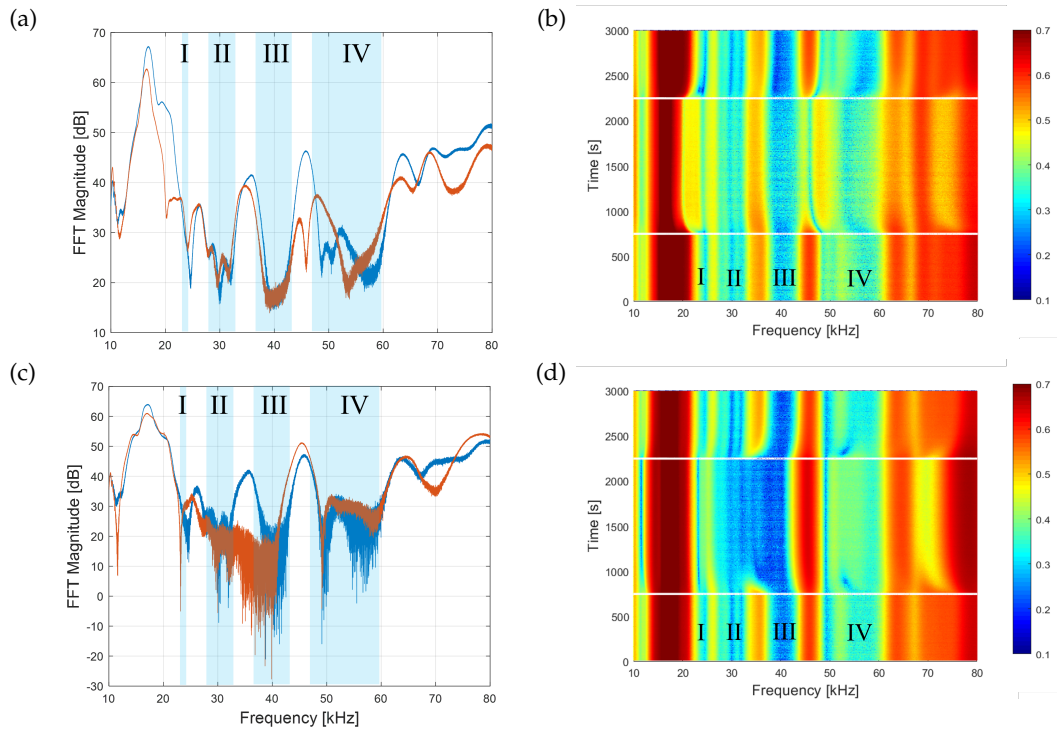 (a)
I II III IV
70
60
50
40
30
20
10
10 20 30 40 50 60 70 80
FFT Magnitude [dB]
(b)
3000
2500
2000
1500
1000
500
0
Time [s]
I II III IV
10 20 30 40 50 60 70 80
Frequency [kHz]
0.7
0.6
0.5
0.4
0.3
0.2
0.1
(c)
I II III IV
70
60
50
40
30
20
10
0
10
20
-30
10 20 30 40 50 60 70 80
FFT Magnitude [dB]
Frequency [kHz]
(d)
3000
2500
2000
1500
1000
500
0
Time [s]
I II III IV
10 20 30 40 50 60 70 80
Frequency [kHz]
0.7
0.6
0.5
0.4
0.3
0.2
0.1